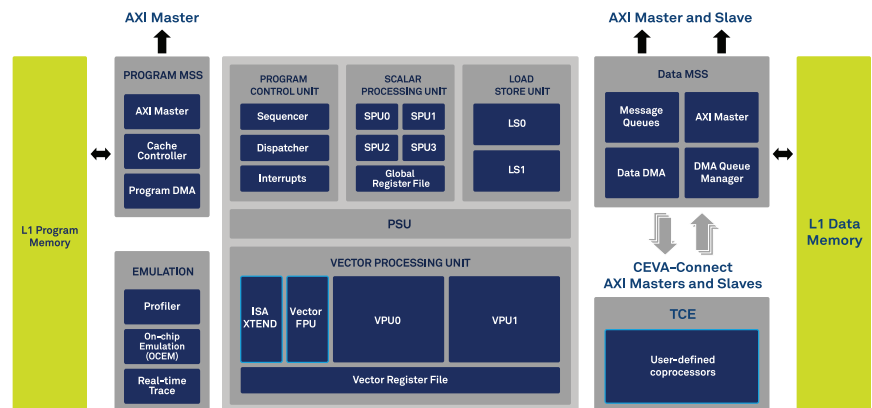 AXI Master
AXI Master and Slave
L1 Program
Memory
PROGRAM MSS
AXI Master
Cache
Controller
Program DMA
EMULATION
Profiler
On-chip
Emulation
(OCEM)
Real-time
Trace
PROGRAM
CONTROL UNIT
Sequencer
Dispatcher
Interrupts
SCALAR
PROCESSING UNIT
SPU0
SPU1
SPU2
SPU3
Global
Register File
LOAD
STORE UNIT
LS0
LS1
PSU
VECTOR PROCESSING UNIT
ISA
XTEND
Vector
FPU
VPU0
VPU1
Vector Register File
Data MSS
Message
Queues
AXI Master
Data DMA
DMA Queue
Manager
CEVA-Connect
AXI Masters and Slaves
TCE
User-defined
coprocessors
L1 Data
Memory